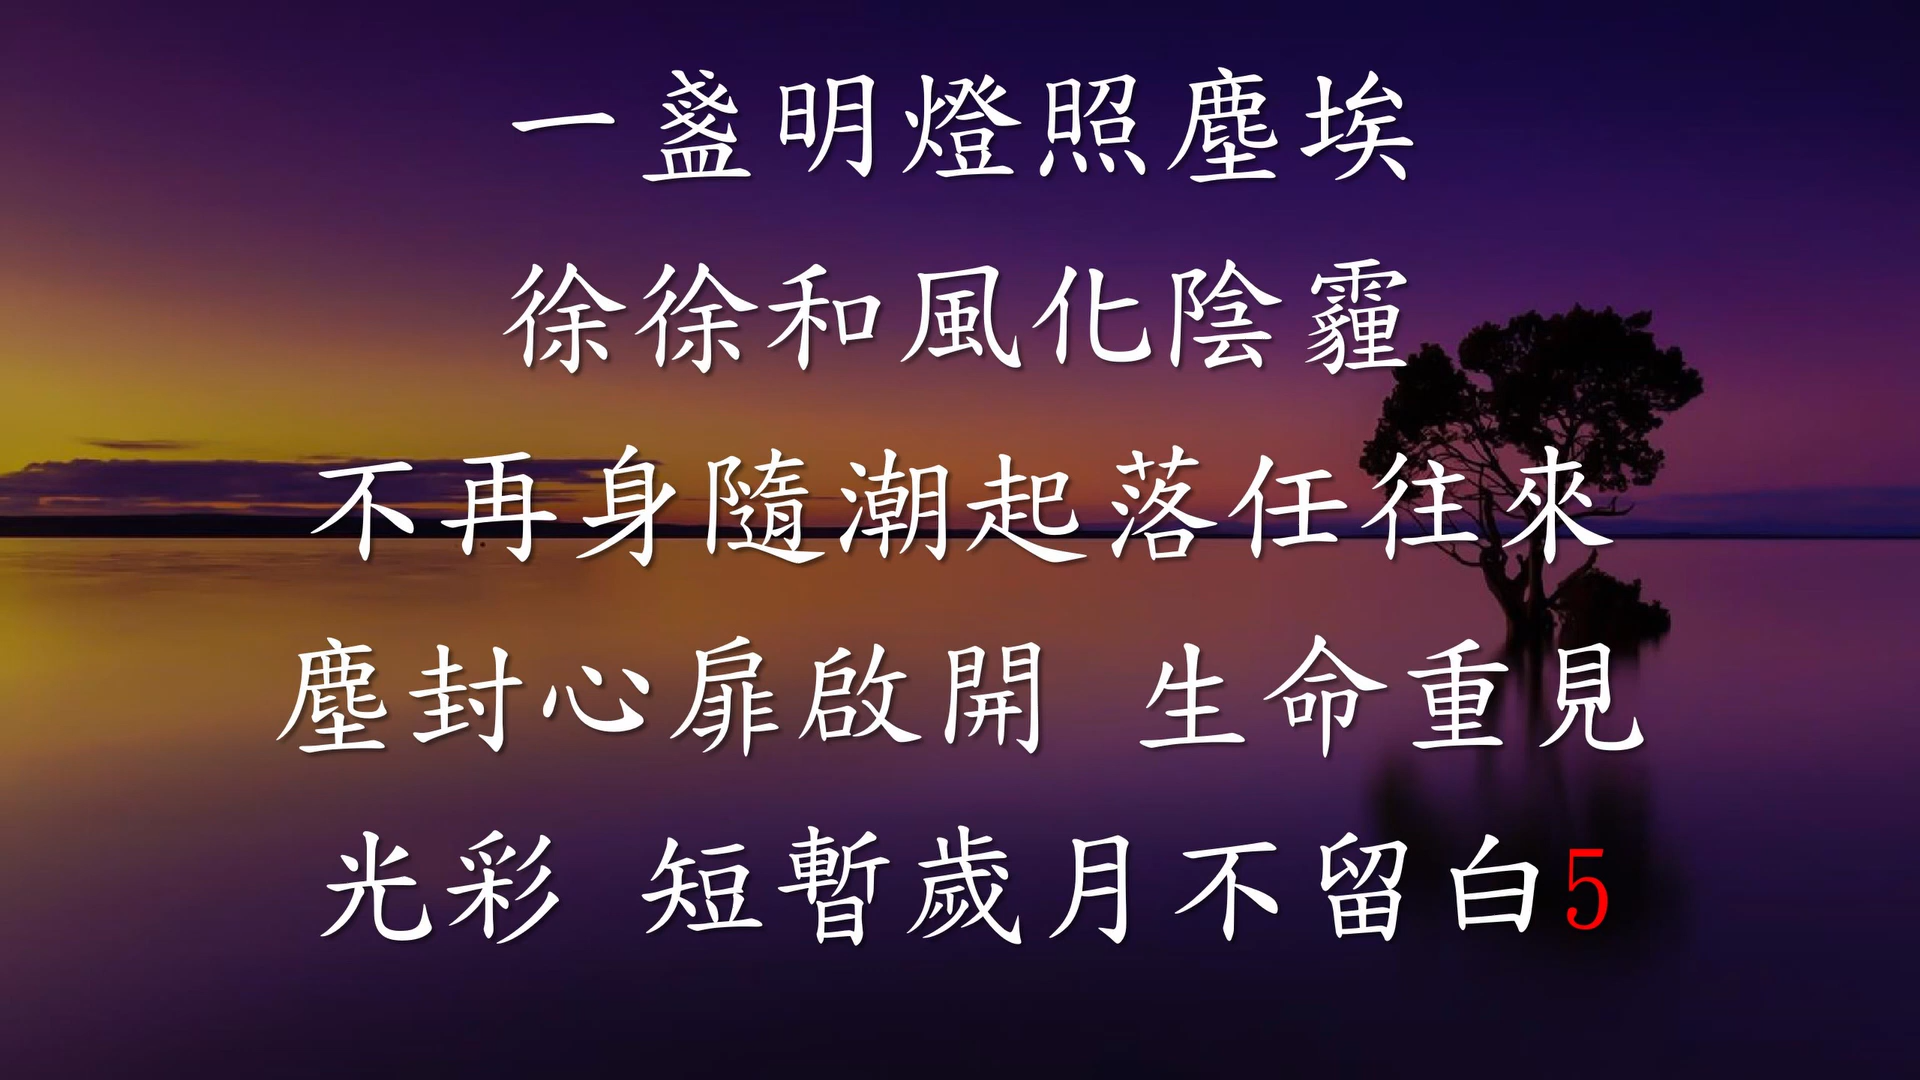 一盞明燈照塵埃
徐徐和風化陰霾
不再身隨潮起落任往來
塵封心扉啟開 生命重見
光彩 短暫歲月不留白5